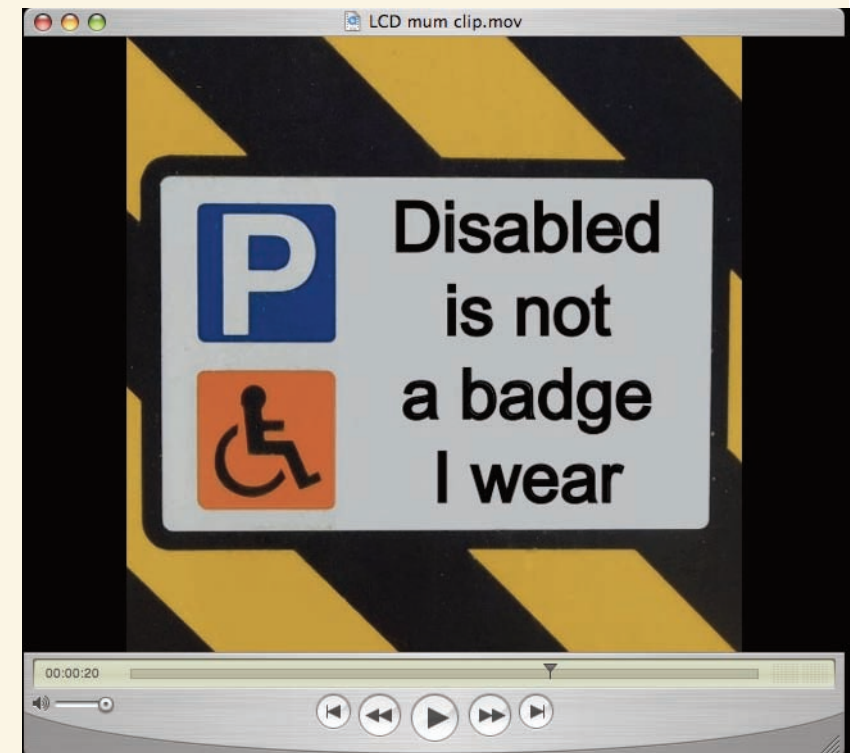 LCD mum clip.mov
P
Disabled
is not
a badge
I wear
00:00:20